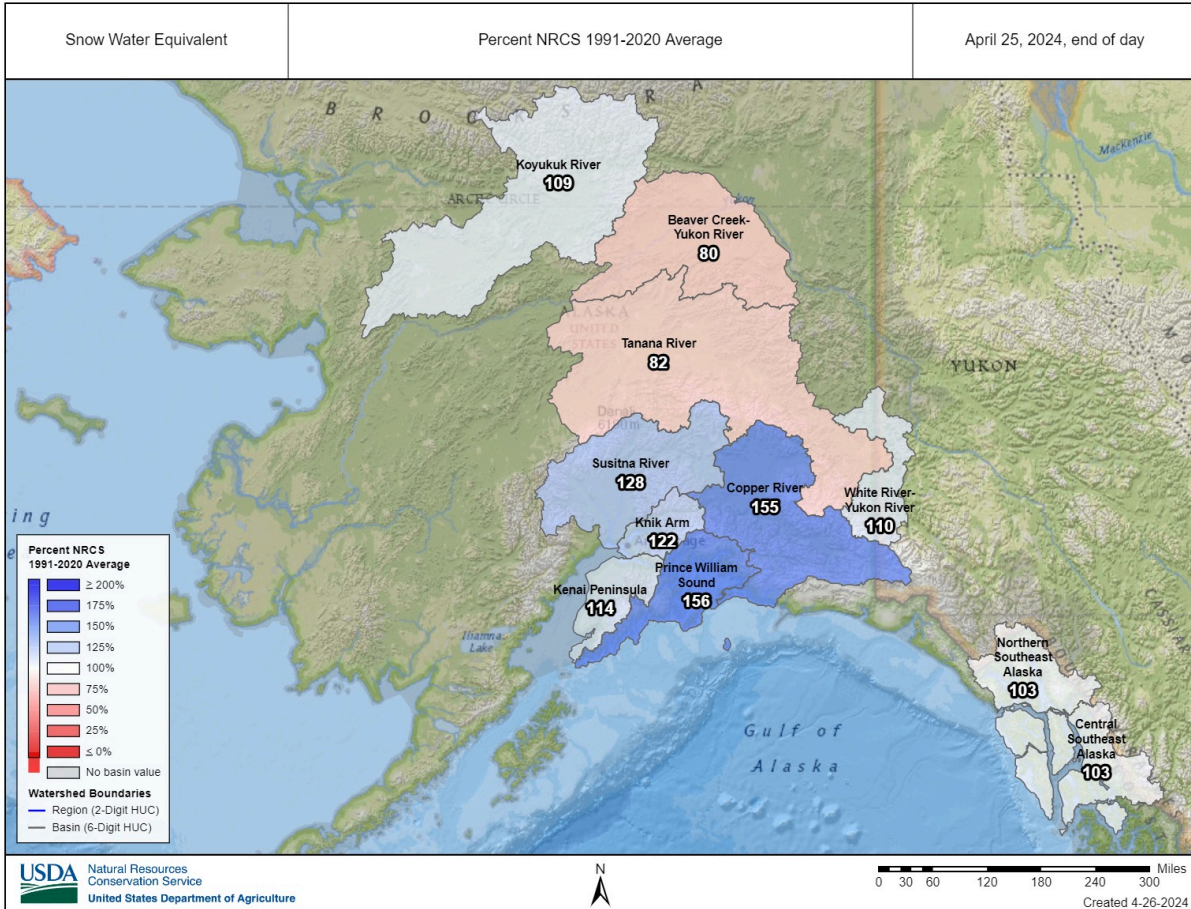 Snow Water Equivalent
Percent NRCS 1991-2020 Average
April 25, 2024, end of day
B R O C K S R A
Mackenzie
Koyukuk River
109
ARCTIC CIRCLE
Yukon
Beaver Creek-
Yukon River
80
ALASKA
UNITED
STATES
Tanana River
82
YUKON
Denali
Susitna River
128
Copper River
155
White River-
Yukon River
110
Knik Arm
122
Prince William
Sound
156
Kenai Peninsula
114
Iliamna
Lake
ing
CASSIAR
Northern
Southeast
Alaska
103
Central
Southeast
Alaska
103
Gulf of
Alaska
Percent NRCS
1991-2020 Average
≥ 200%
175%
150%
125%
100%
75%
50%
25%
≤ 0%
No basin value
Watershed Boundaries
Region (2-Digit HUC)
Basin (6-Digit HUC)
USDA
Natural Resources
Conservation Service
United States Department of Agriculture
N
Miles
0 30 60 120 180 240 300
Created 4-26-2024